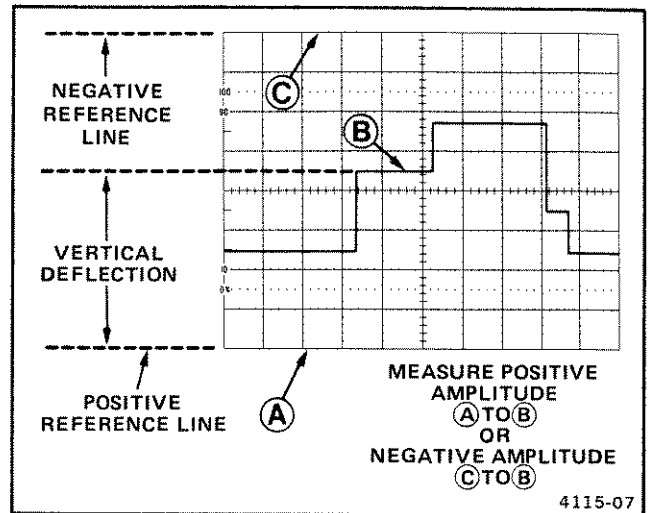 NEGATIVE
REFERENCE
LINE
C
100
90
B
VERTICAL
DEFLECTION
10
0%
POSITIVE
REFERENCE LINE
A
MEASURE POSITIVE
AMPLITUDE
A TO B
OR
NEGATIVE AMPLITUDE
C TO B
4115-07